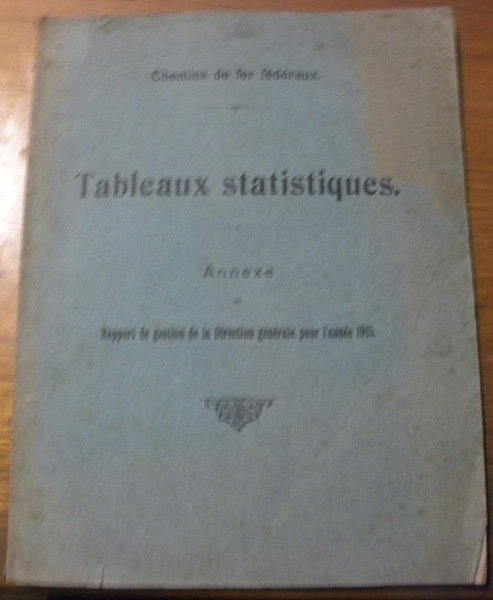 Chemins de fer fédéraux.
Tableaux statistiques.
Annexe
au
Rapport de gestion de la Direction générale pour l'année 1915.